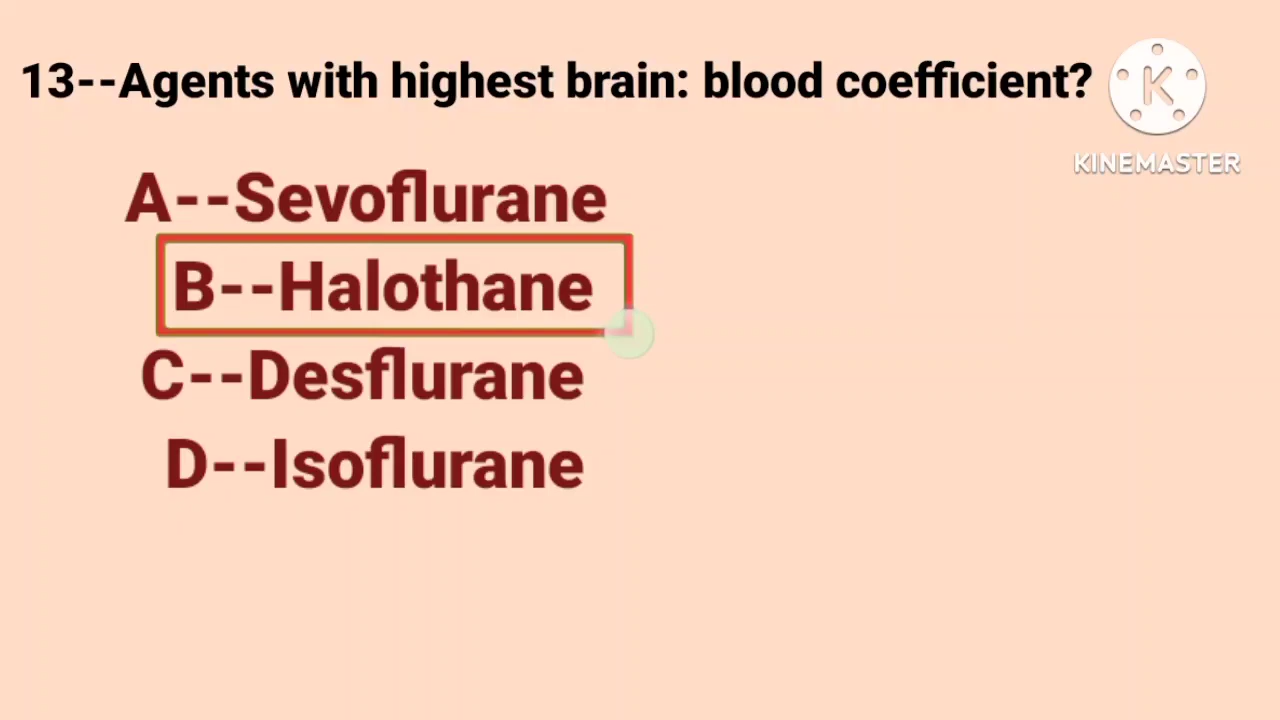 13--Agents with highest brain: blood coefficient?
K
KINEMASTER
A--Sevoflurane
B--Halothane
C--Desflurane
D--Isoflurane